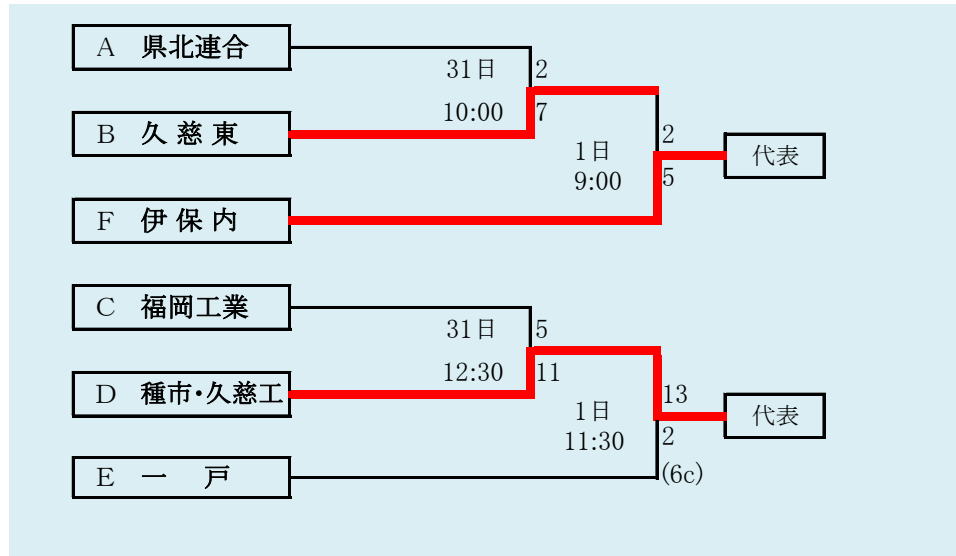 A 県北連合
31日 2
10:00 7
B 久慈東
2
1日
9:00
代表
5
F 伊保内
C 福岡工業
31日 5
12:30 11
D 種市・久慈工
13
1日
11:30
代表
2
E 一 戸
(6c)